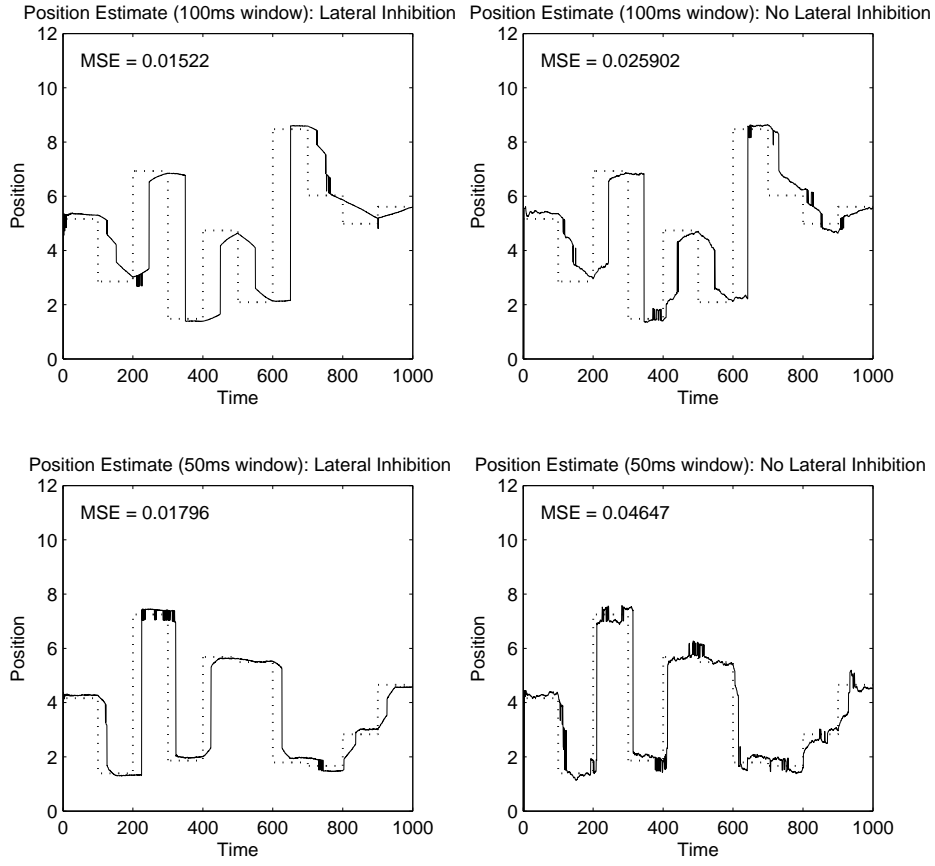 Position Estimate (100ms window): Lateral Inhibition
MSE = 0.01522
12
10
8
6
4
2
0
Position
0 200 400 600 800 1000
Time
Position Estimate (100ms window): No Lateral Inhibition
MSE = 0.025902
12
10
8
6
4
2
0
Position
0 200 400 600 800 1000
Time
Position Estimate (50ms window): Lateral Inhibition
MSE = 0.01796
12
10
8
6
4
2
0
Position
0 200 400 600 800 1000
Time
Position Estimate (50ms window): No Lateral Inhibition
MSE = 0.04647
12
10
8
6
4
2
0
Position
0 200 400 600 800 1000
Time